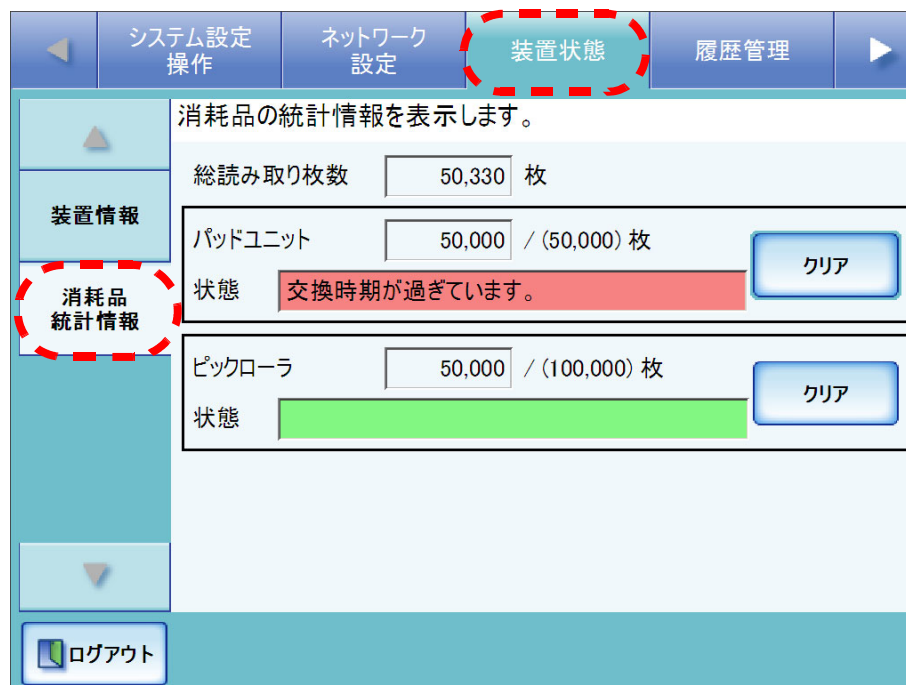 システム設定
操作
ネットワーク
設定
装置状態
履歴管理
消耗品の統計情報を表示します。
総読み取り枚数 50,330 枚
装置情報
パッドユニット 50,000 / (50,000) 枚
クリア
状態 交換時期が過ぎています。
消耗品
統計情報
ピックローラ 50,000 / (100,000) 枚
クリア
状態
ログアウト